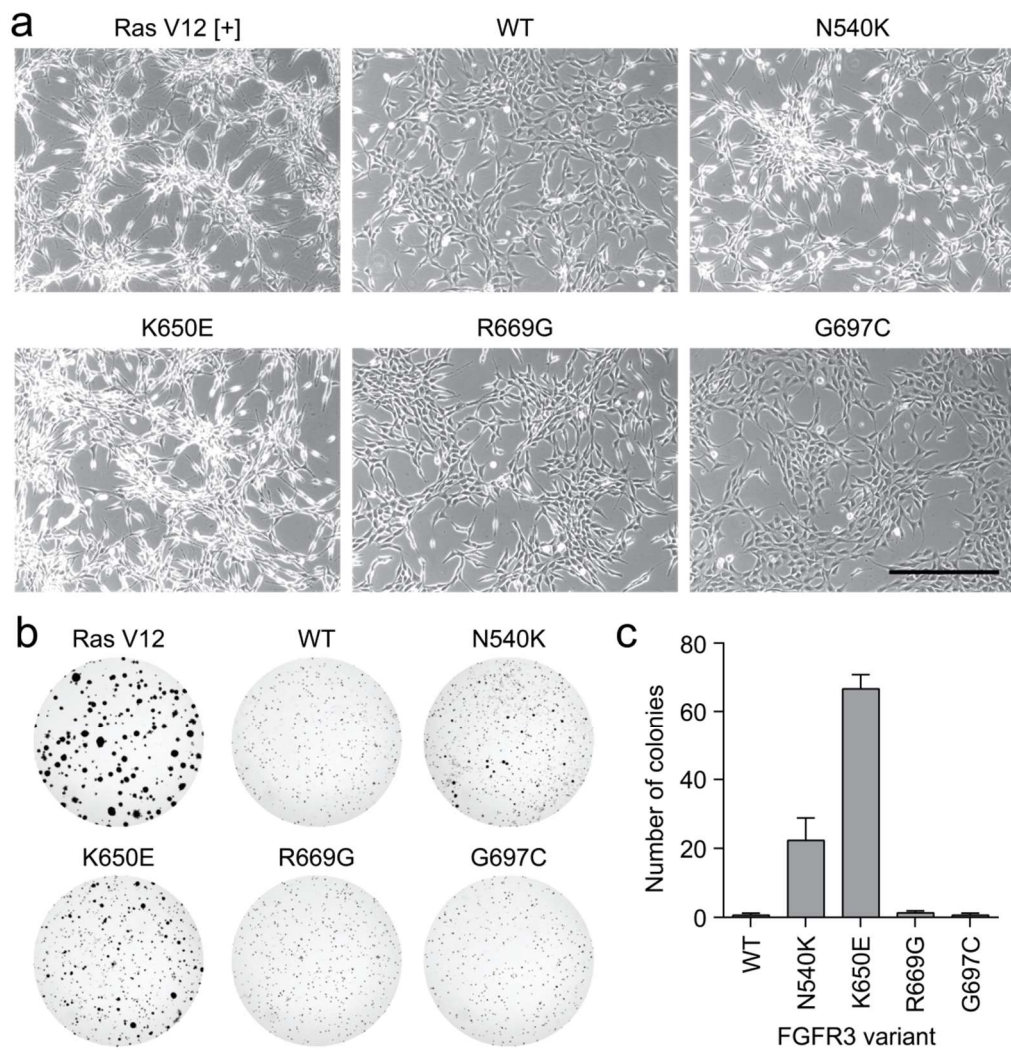 a
Ras V12 [+] WT N540K
K650E R669G G697C
b
Ras V12 WT N540K
K650E R669G G697C
c
Number of colonies
80
60
40
20
0
WT N540K K650E R669G G697C
FGFR3 variant